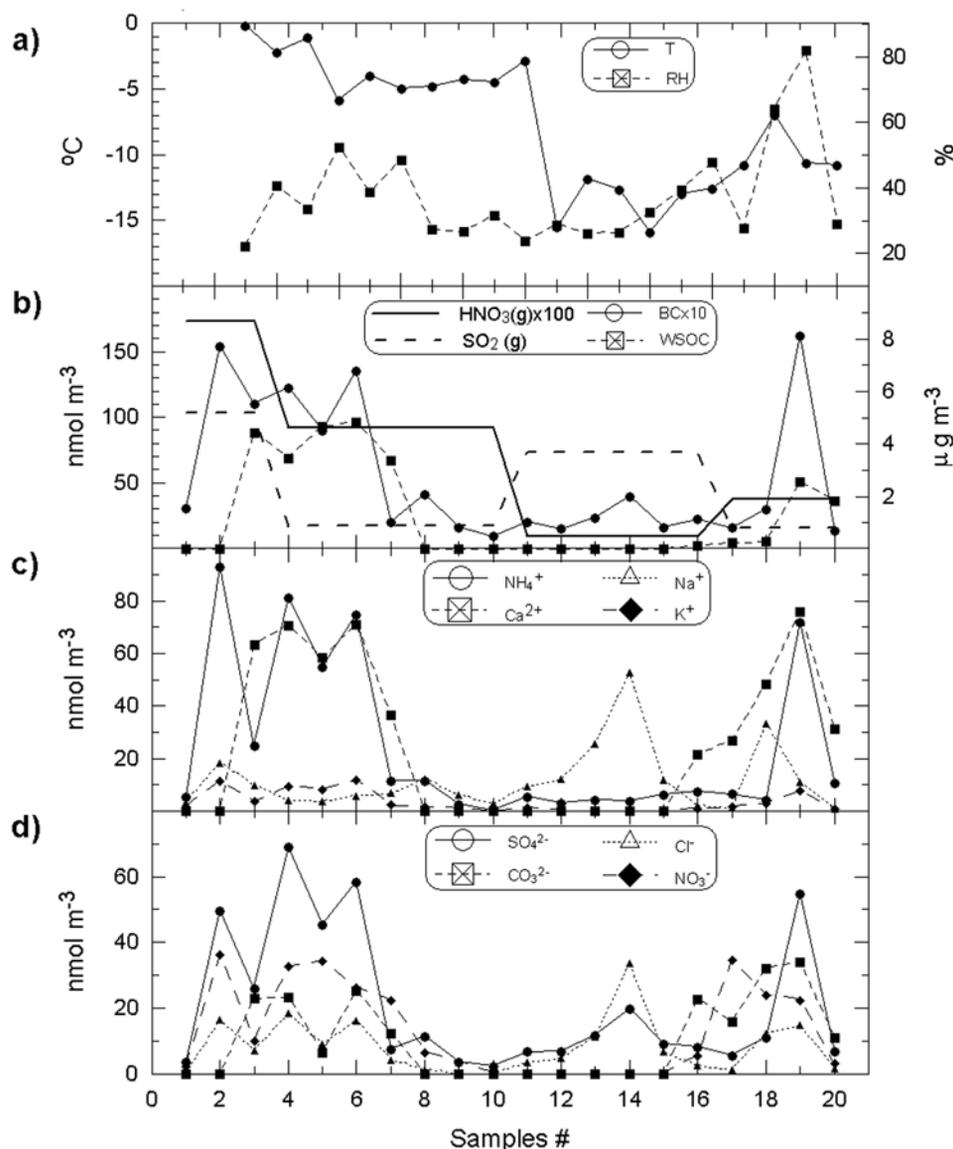 a)
0
-5
-10
-15
ºC
T
RH
80
60
40
20
%
b)
150
100
50
nmol m-3
HNO3(g)x100
SO2 (g)
BCx10
WSOC
8
6
4
2
µ g m-3
c)
80
60
40
20
nmol m-3
NH4+
Ca2+
Na+
K+
d)
60
40
20
0
nmol m-3
SO42-
CO32-
Cl-
NO3-
0 2 4 6 8 10 12 14 16 18 20
Samples #